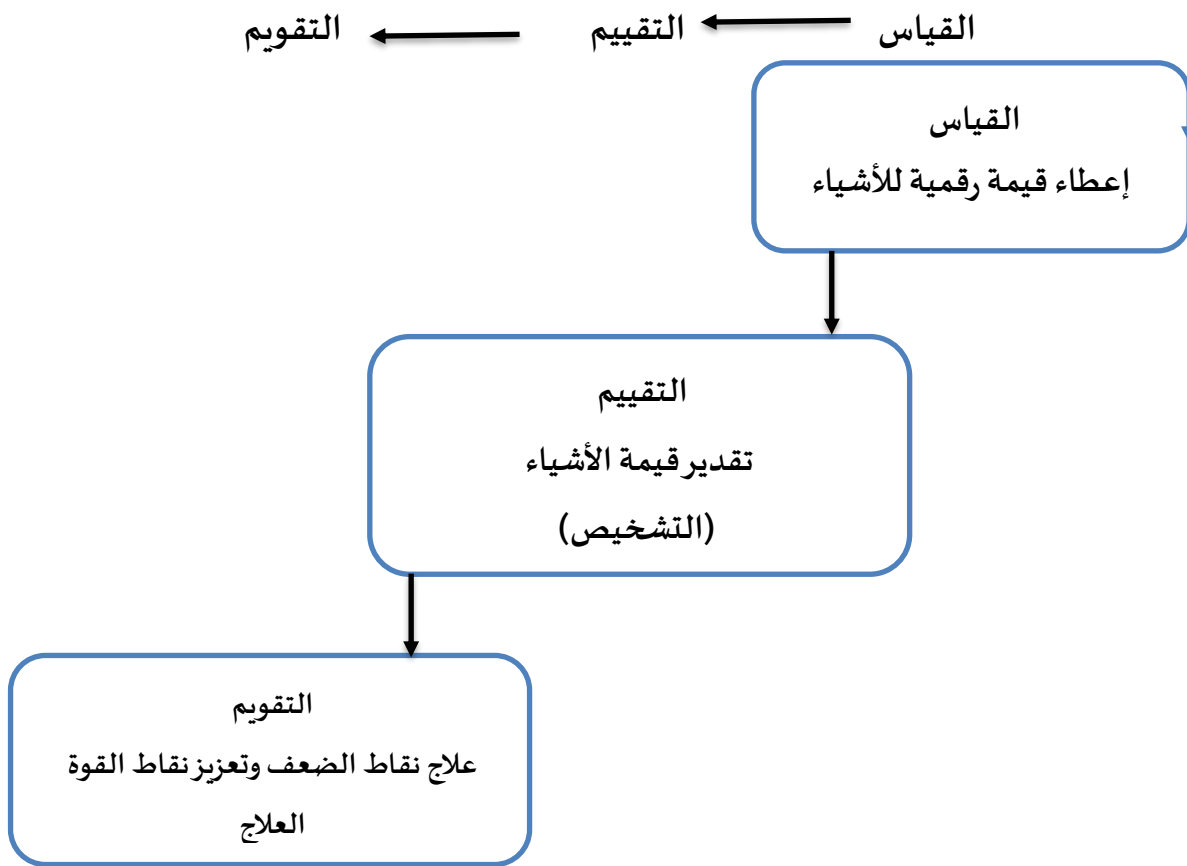 القياس التقييم التقويم
القياس
إعطاء قيمة رقمية للأشياء
التقييم
تقدير قيمة الأشياء
(التشخيص)
التقويم
علاج نقاط الضعف وتعزيز نقاط القوة
العلاج